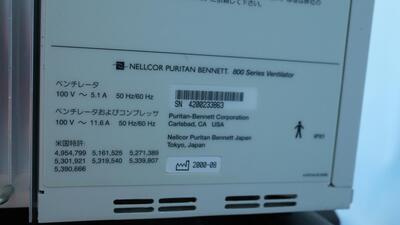 NELLCOR PURITAN BENNETT. 800 Series Ventilator
ベンチレータ
100 V ～ 5.1 A 50 Hz/60 Hz
ベンチレータおよびコンプレッサ
100 V ～ 11.6 A 50 Hz/60 Hz
米国特許:
4,954,799 5,161,525 5,271,389
5,301,921 5,319,540 5,339,807
5,390,666
SN 4200233863
Puritan-Bennett Corporation
Carlsbad, CA USA
Nellcor Puritan Bennett Japan
Tokyo, Japan
2000-08
IPX1